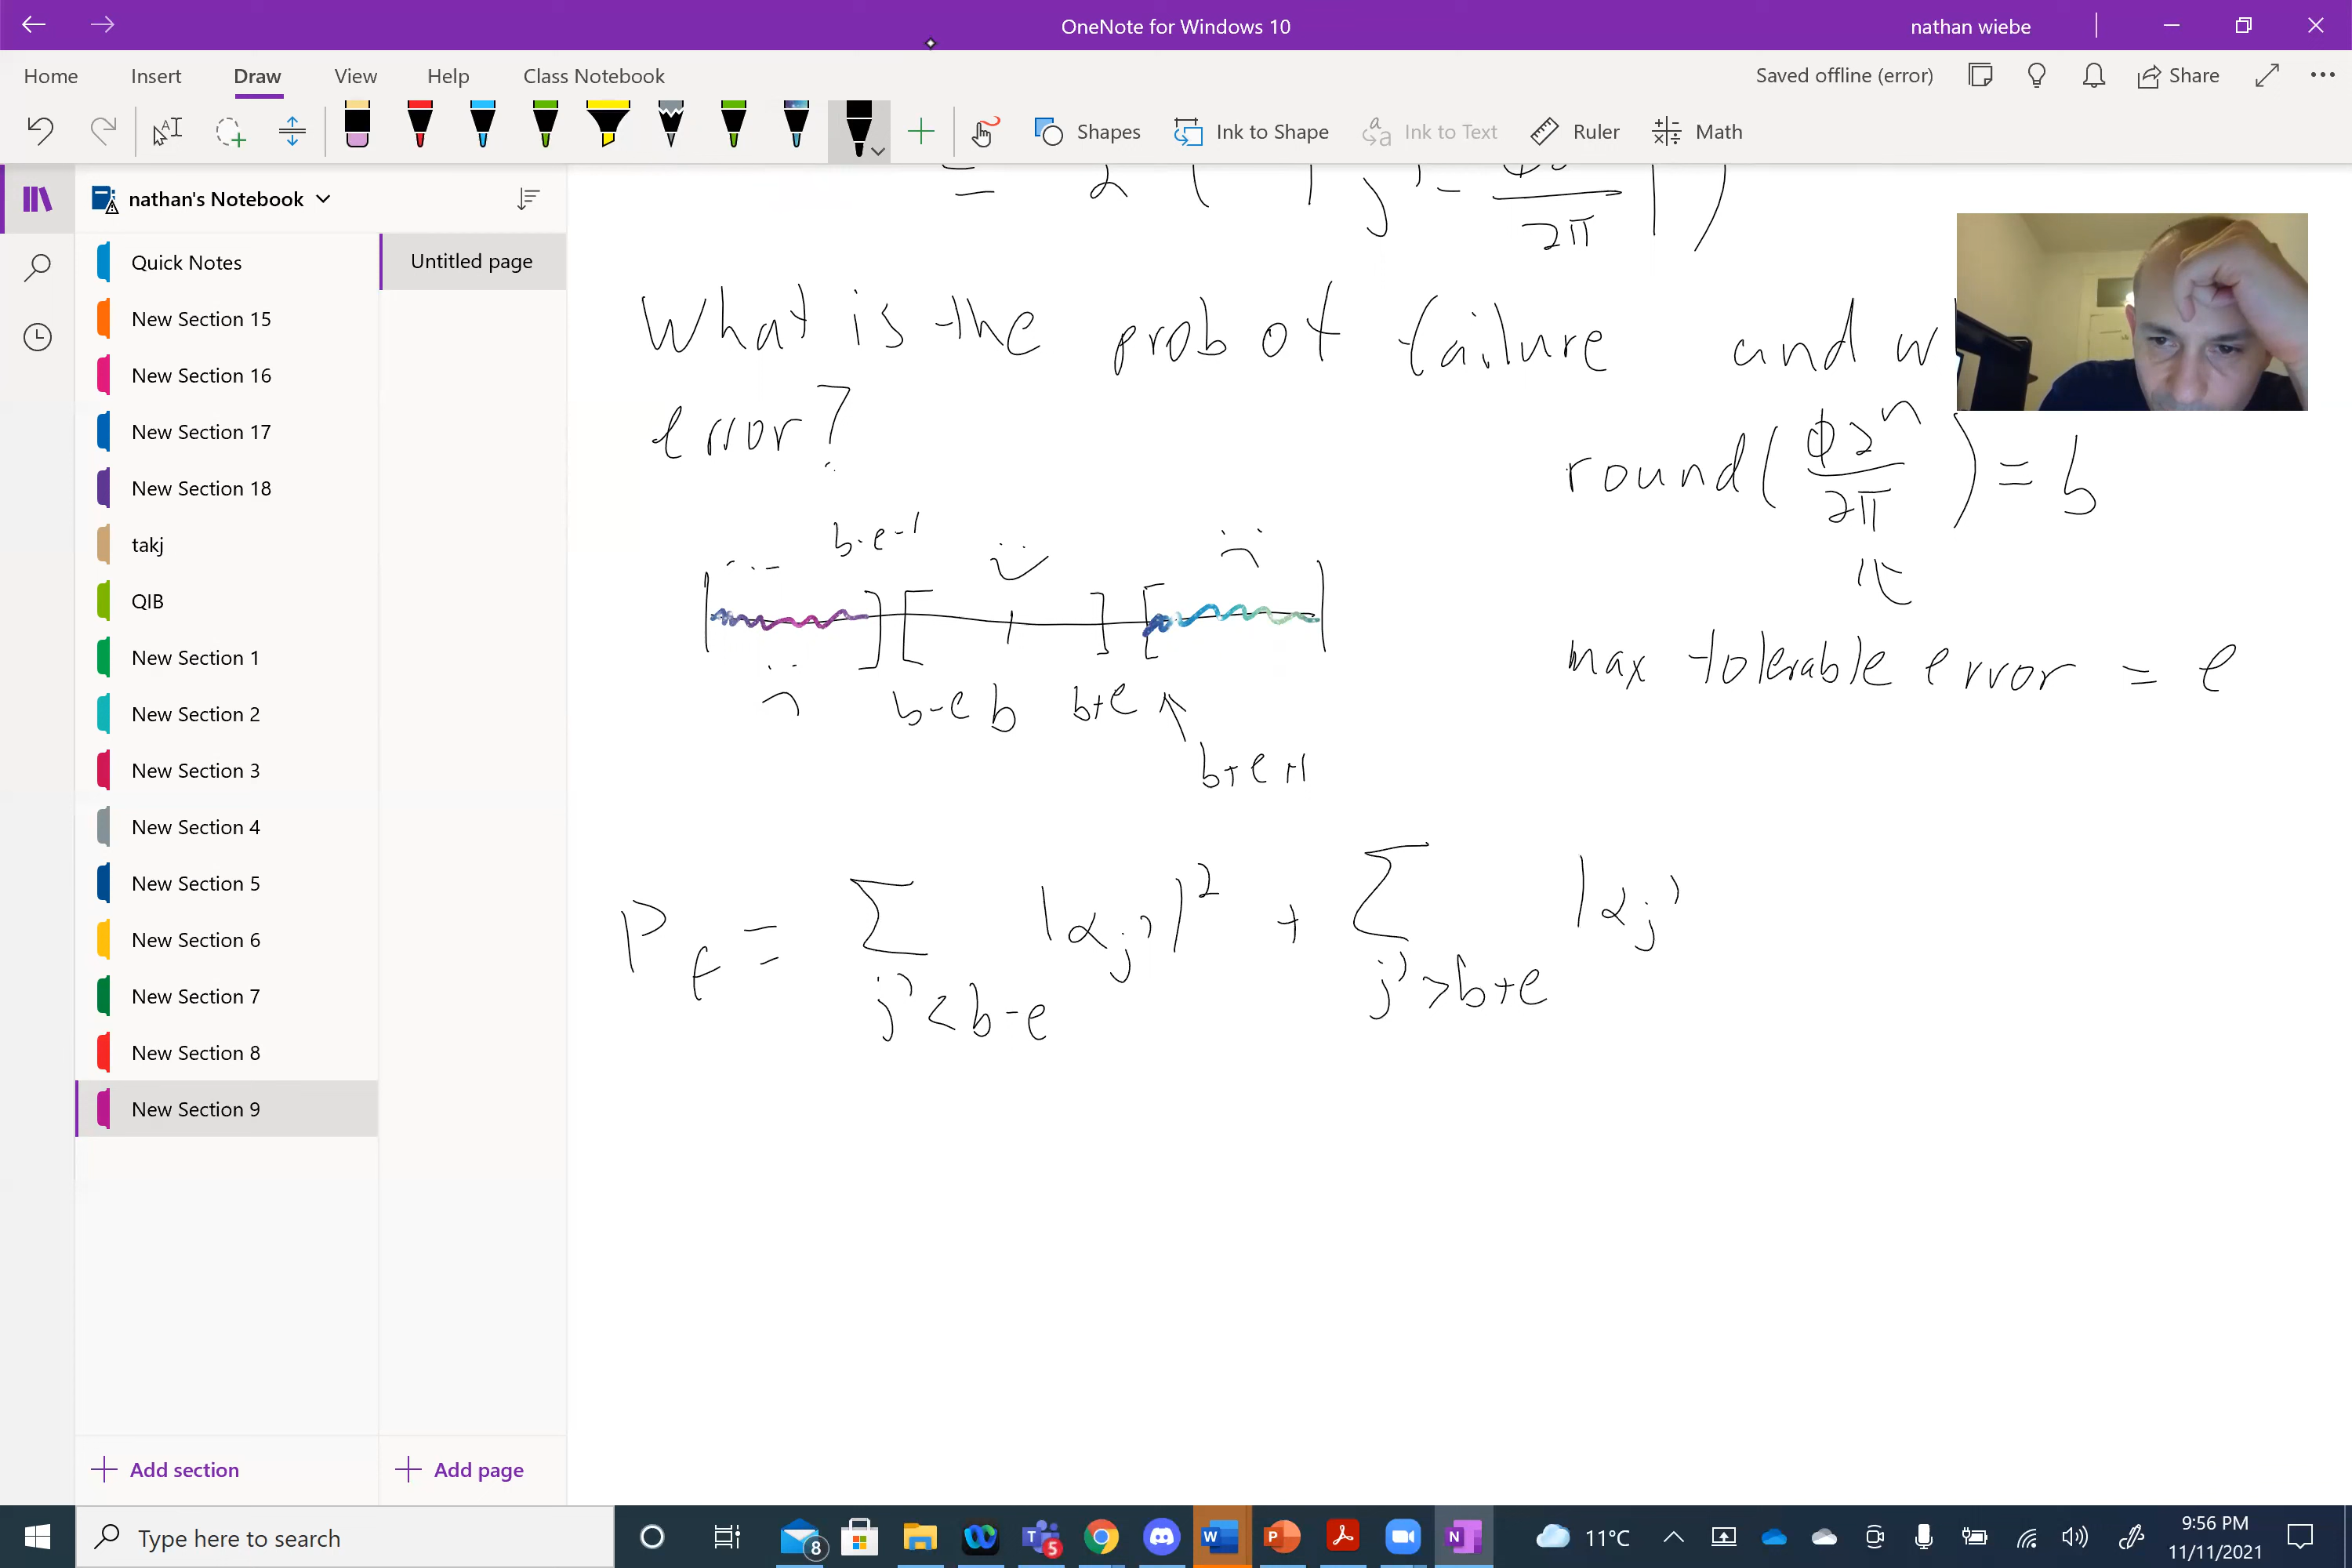 OneNote for Windows 10
nathan wiebe
Home Insert Draw View Help Class Notebook
Saved offline (error) Share
Shapes Ink to Shape Ink to Text Ruler Math
nathan's Notebook
Untitled page
Quick Notes
New Section 15
New Section 16
New Section 17
New Section 18
takj
QIB
New Section 1
New Section 2
New Section 3
New Section 4
New Section 5
New Section 6
New Section 7
New Section 8
New Section 9
Add section
Add page
What is the prob of failure and w
error?
round(ϕ2^n/2π) = b
max tolerable error = e
b-e-1
b-e b b+e
b+e+1
P_f = Σ_{j'<b-e} |α_j'|^2 + Σ_{j'>b+e} |α_j'
Type here to search
8
5
11°C
9:56 PM
11/11/2021